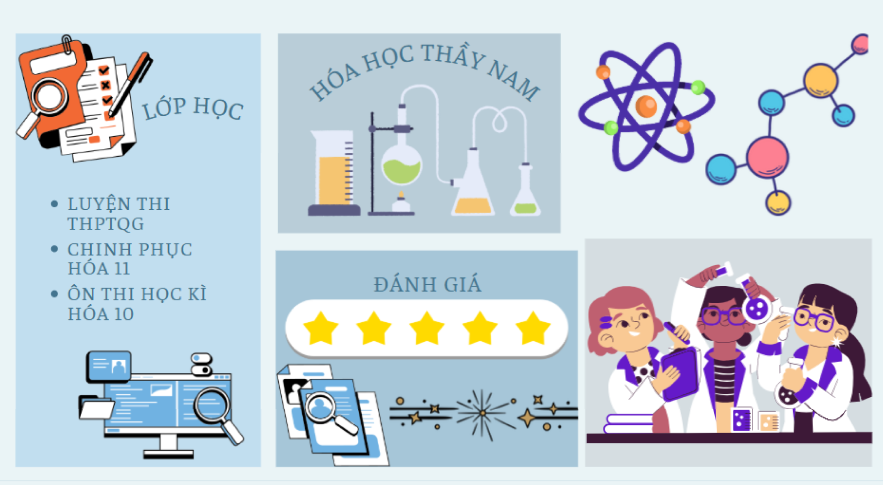 LỚP HỌC
LUYỆN THI
THPTQG
CHINH PHỤC
HÓA 11
ÔN THI HỌC KÌ
HÓA 10
HÓA HỌC THẦY NAM
ĐÁNH GIÁ